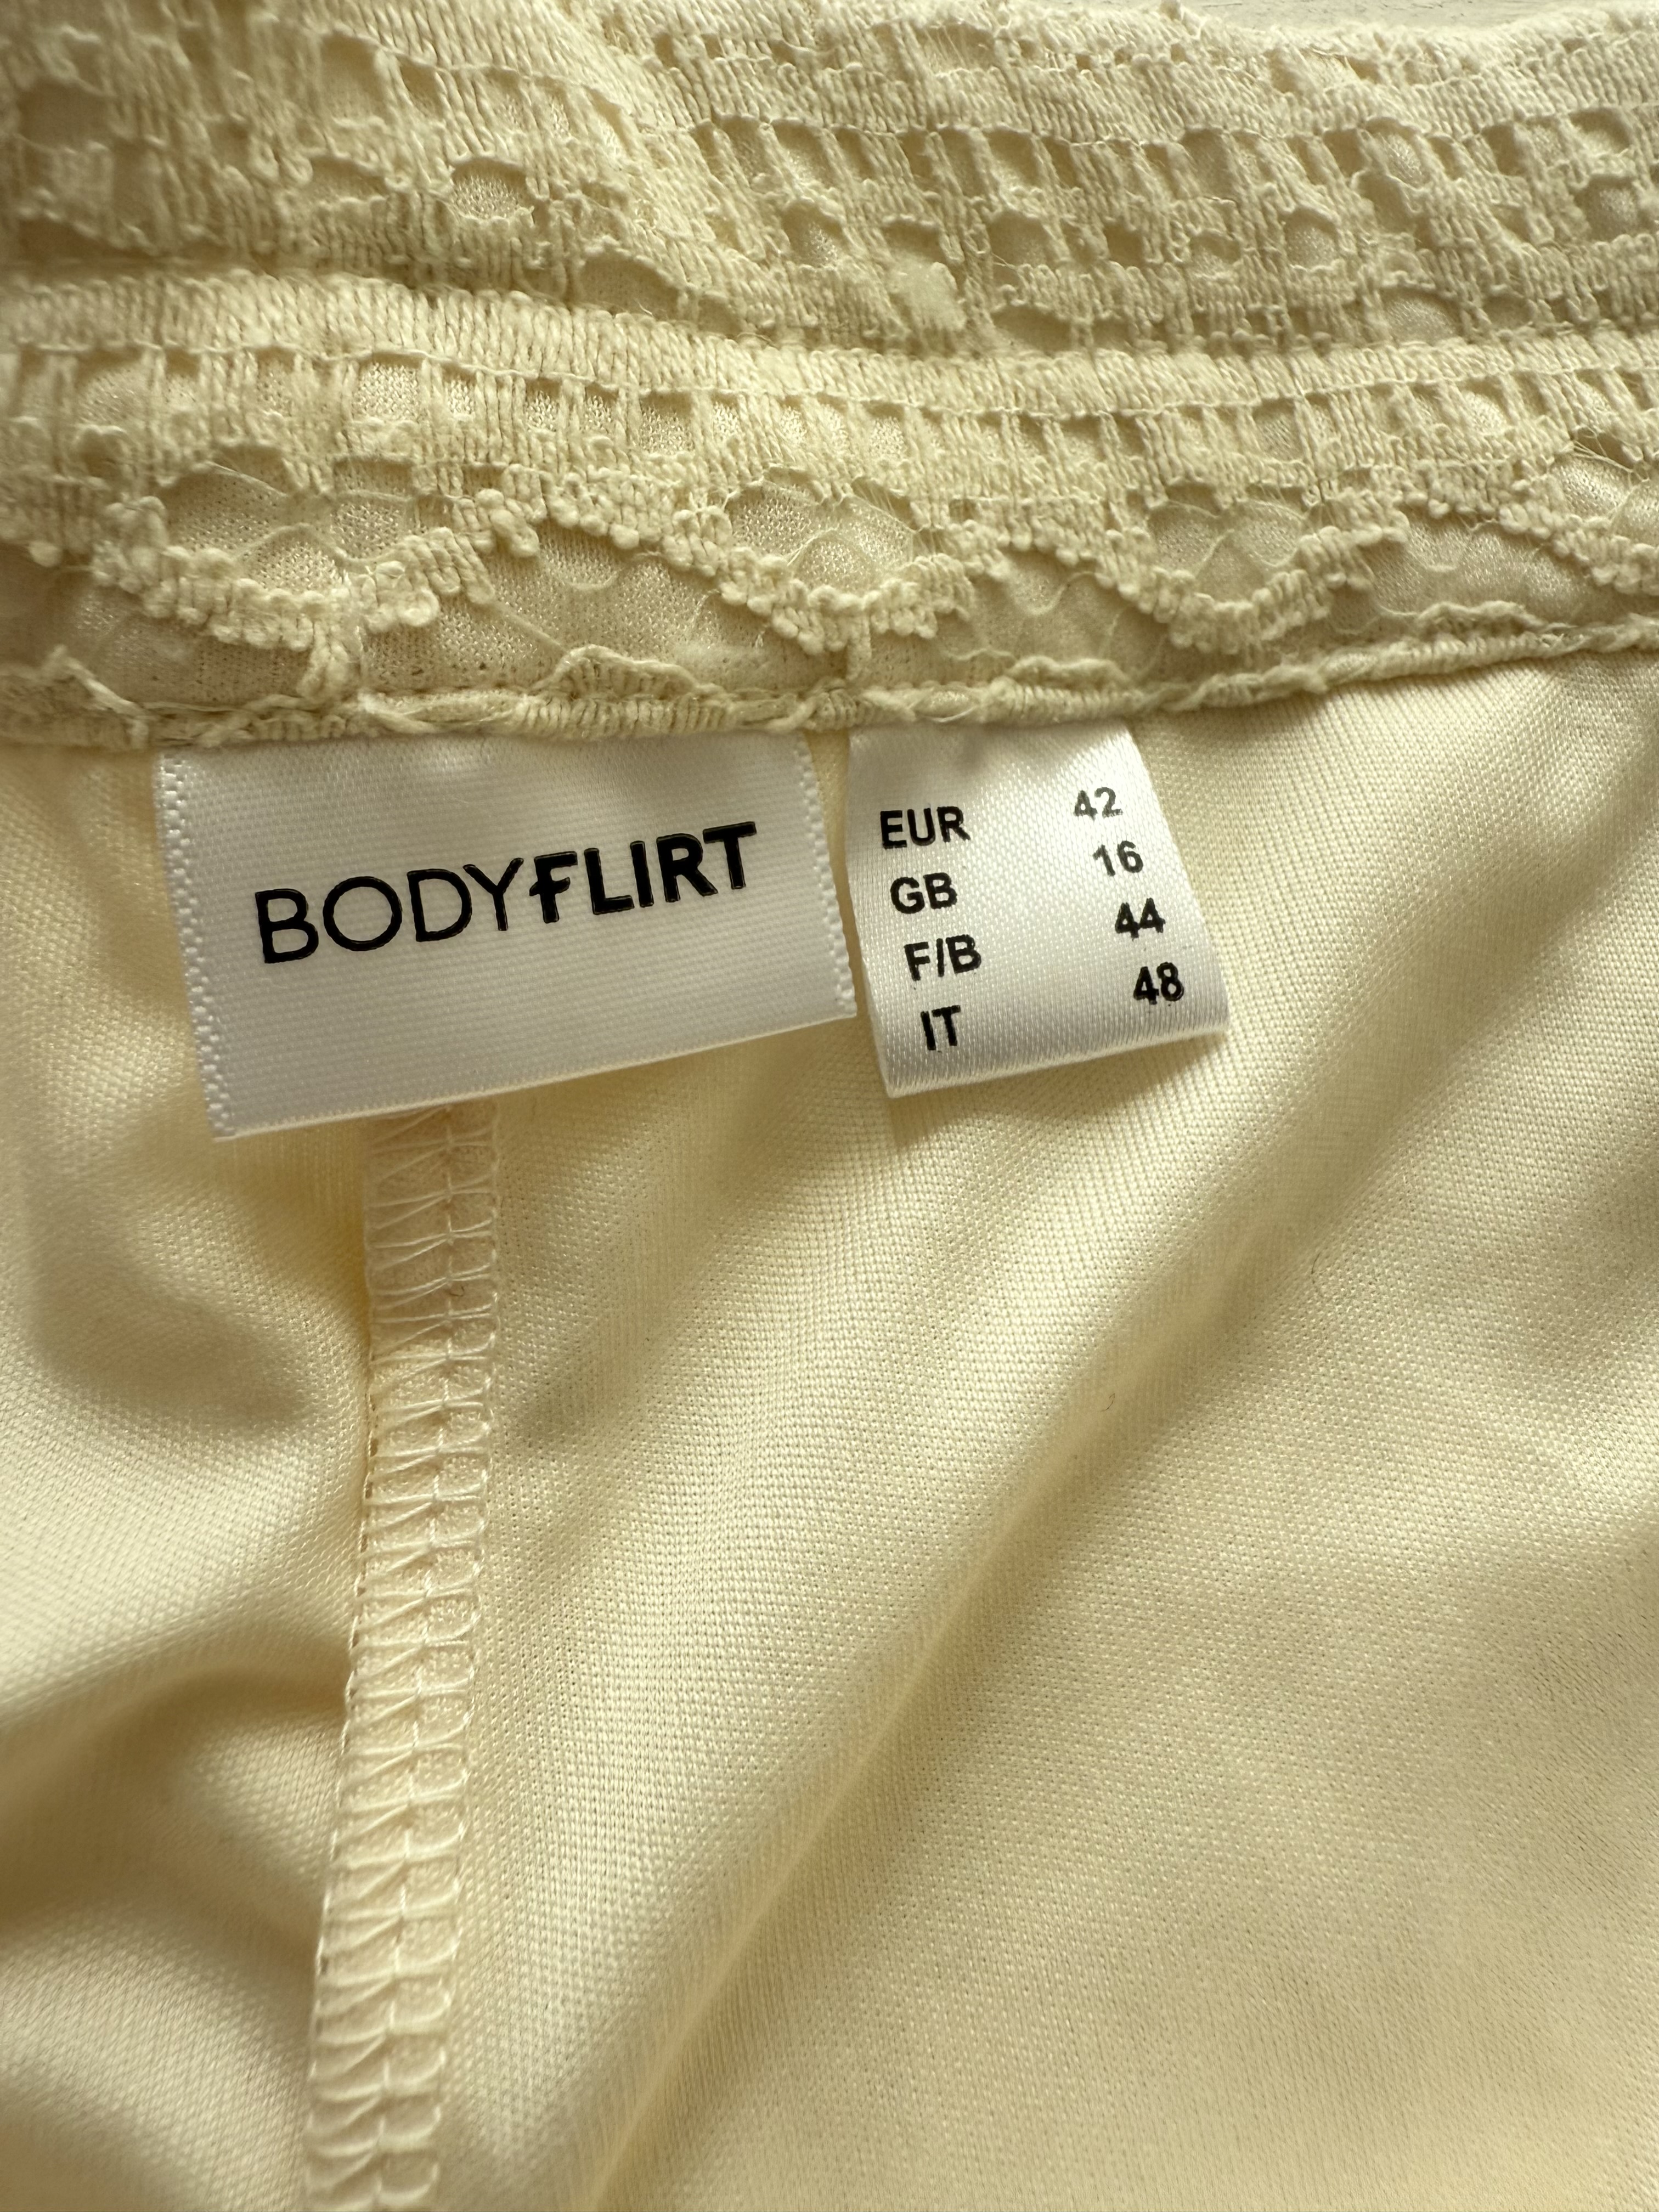 BODYFLIRT
EUR 42
GB 16
F/B 44
IT 48